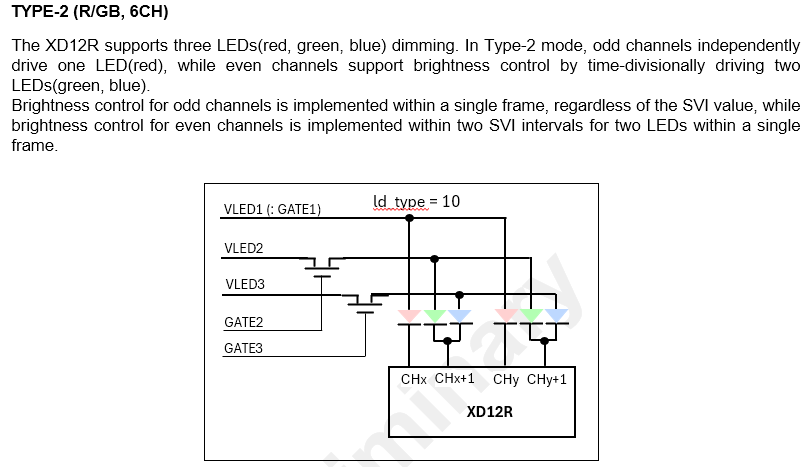 TYPE-2 (R/GB, 6CH)
The XD12R supports three LEDs(red, green, blue) dimming. In Type-2 mode, odd channels independently
drive one LED(red), while even channels support brightness control by time-divisionally driving two
LEDs(green, blue).
Brightness control for odd channels is implemented within a single frame, regardless of the SVI value, while
brightness control for even channels is implemented within two SVI intervals for two LEDs within a single
frame.
VLED1 (: GATE1)
ld_type = 10
VLED2
VLED3
GATE2
GATE3
CHx CHx+1 CHy CHy+1
XD12R